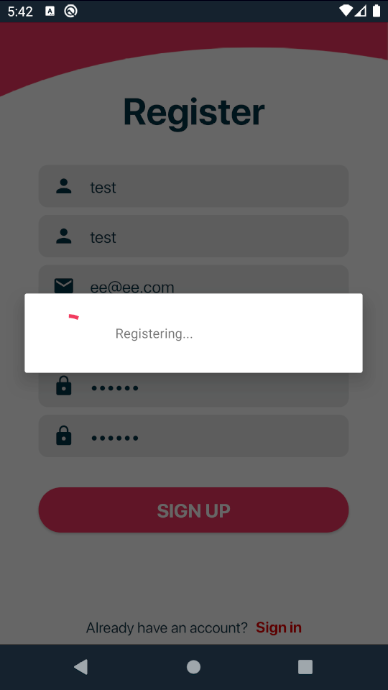 5:42
Register
test
test
ee@ee.com
Registering...
••••••
••••••
SIGN UP
Already have an account? Sign in